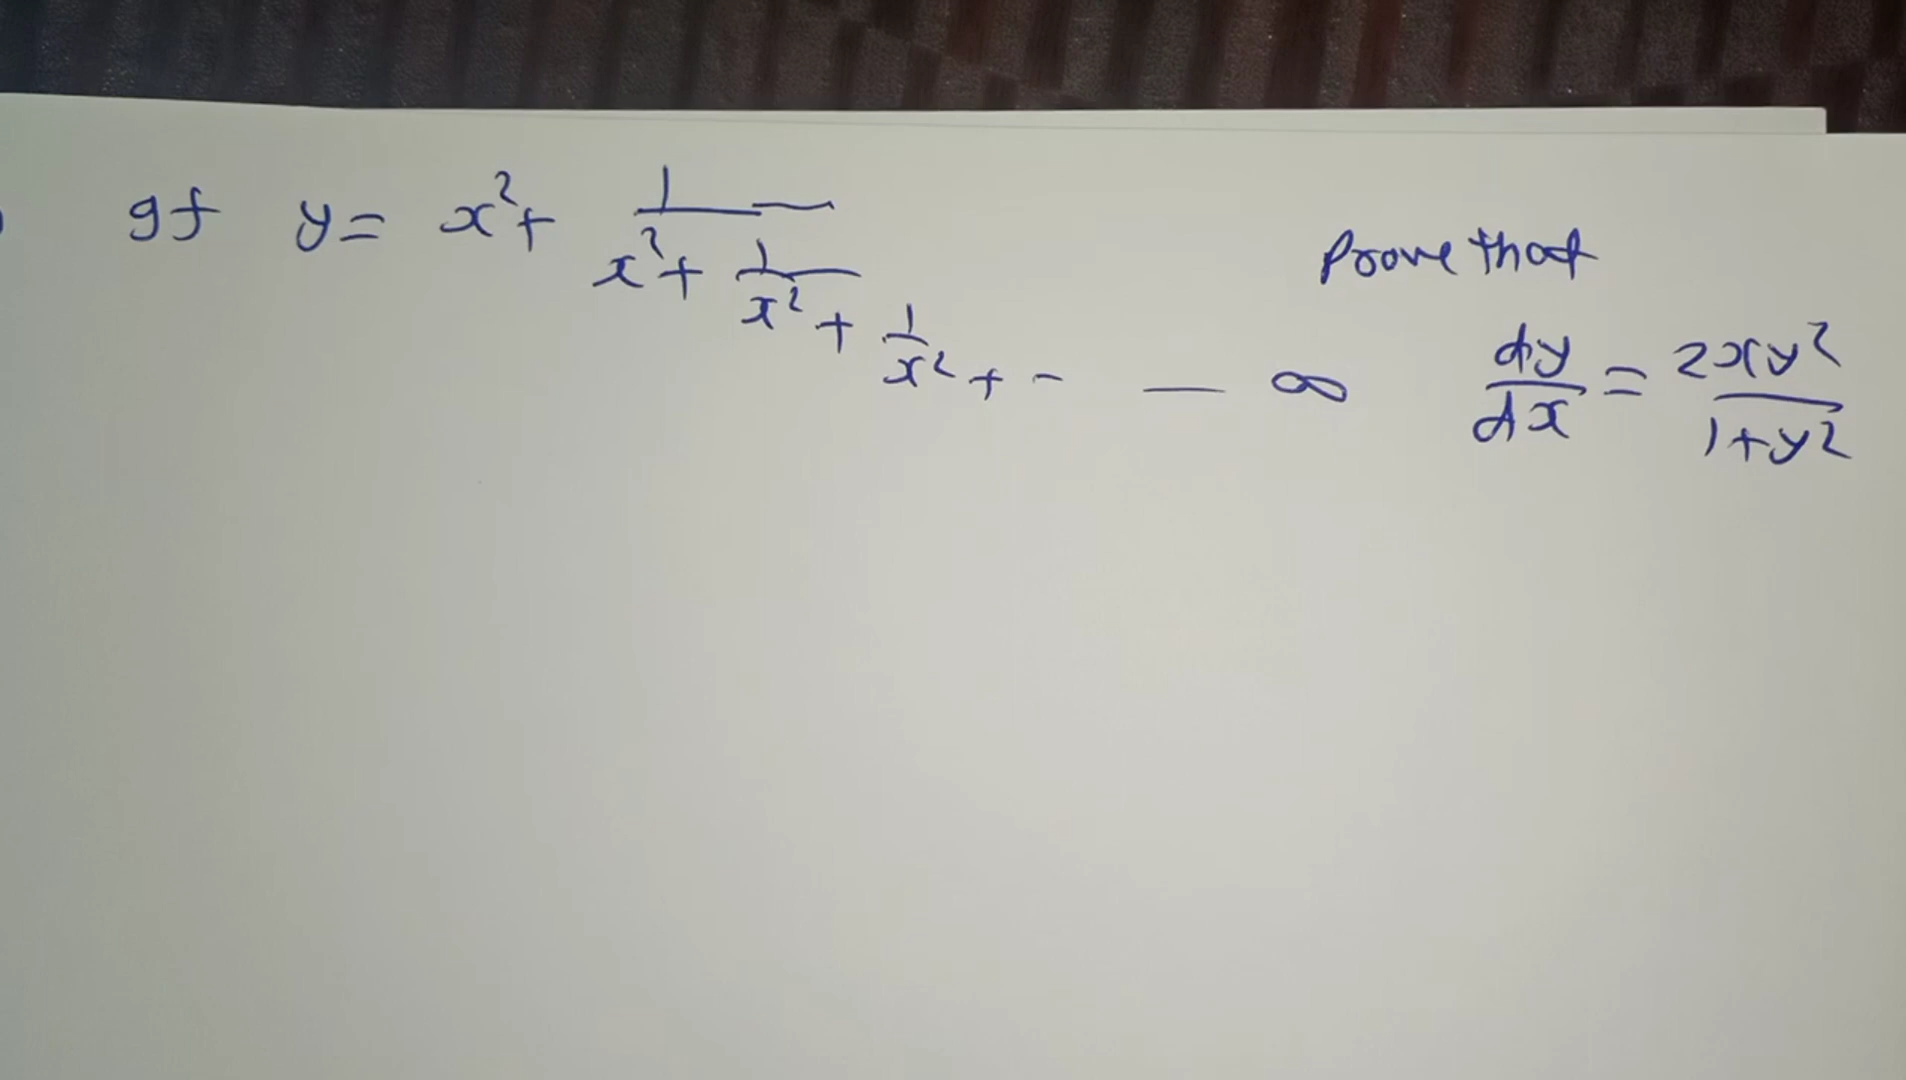 If y = x² + 1/(x² + 1/(x² + 1/(x² + - — ∞
Prove that
dy/dx = 2xy²/(1+y²)